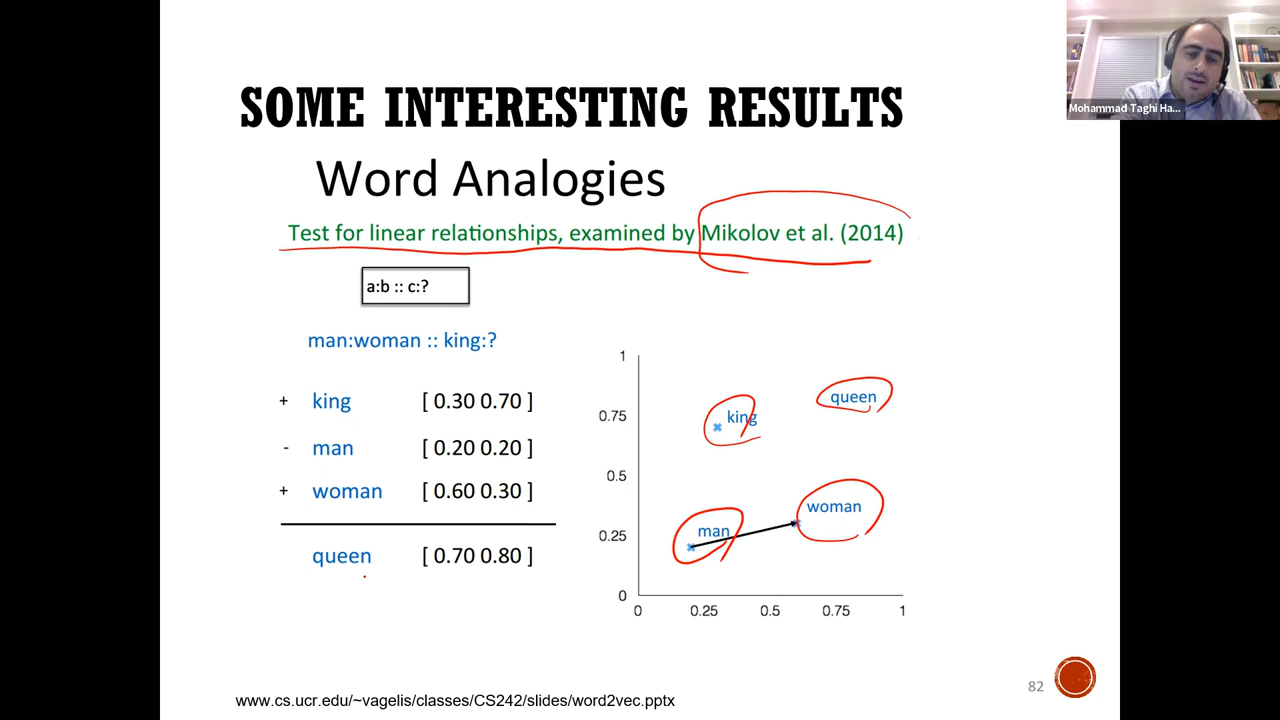 SOME INTERESTING RESULTS
Mohammad Taghi Ha...
Word Analogies
Test for linear relationships, examined by Mikolov et al. (2014)
a:b :: c:?
man:woman :: king:?
+ king [ 0.30 0.70 ]
- man [ 0.20 0.20 ]
+ woman [ 0.60 0.30 ]
queen [ 0.70 0.80 ]
1
queen
king
0.75
0.5
woman
man
0.25
0
0 0.25 0.5 0.75 1
82
www.cs.ucr.edu/~vagelis/classes/CS242/slides/word2vec.pptx